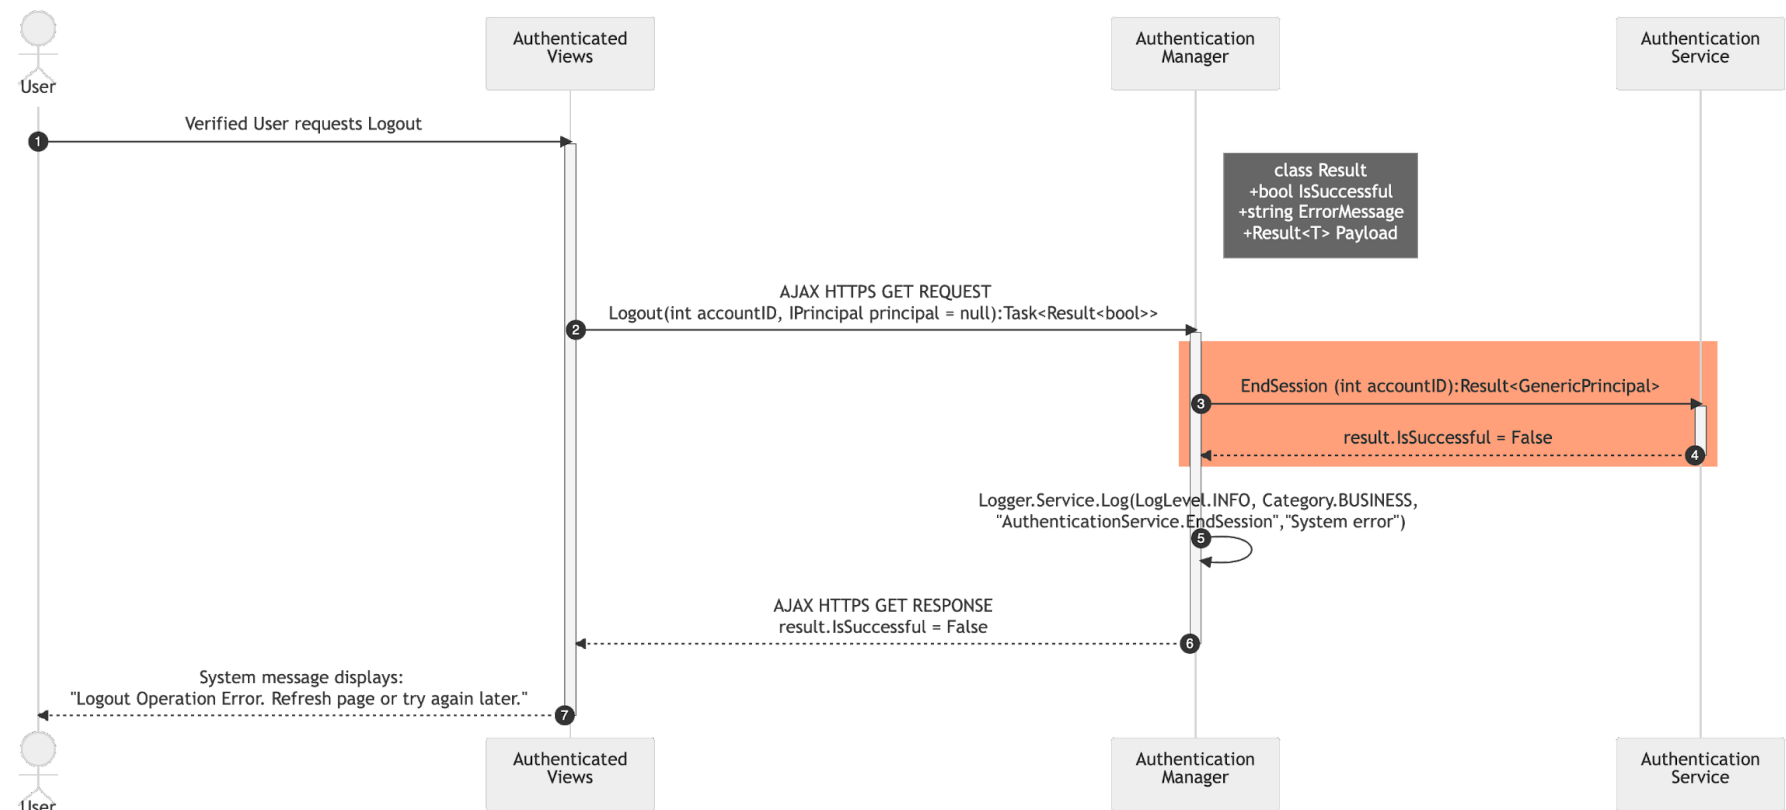 User
Authenticated
Views
Authentication
Manager
Authentication
Service
1
Verified User requests Logout
class Result
+bool IsSuccessful
+string ErrorMessage
+Result<T> Payload
AJAX HTTPS GET REQUEST
Logout(int accountID, IPrincipal principal = null):Task<Result<bool>>
2
EndSession (int accountID):Result<GenericPrincipal>
3
result.IsSuccessful = False
4
Logger.Service.Log(LogLevel.INFO, Category.BUSINESS,
"AuthenticationService.EndSession","System error")
5
AJAX HTTPS GET RESPONSE
result.IsSuccessful = False
6
System message displays:
"Logout Operation Error. Refresh page or try again later."
7
User
Authenticated
Views
Authentication
Manager
Authentication
Service